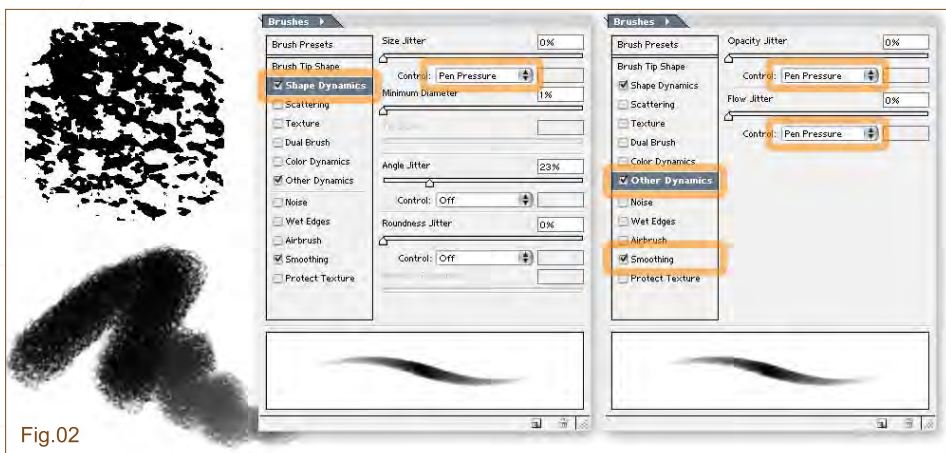 Brushes
Brush Presets
Brush Tip Shape
Shape Dynamics
Scattering
Texture
Dual Brush
Color Dynamics
Other Dynamics
Noise
Wet Edges
Airbrush
Smoothing
Protect Texture
Size Jitter 0%
Control: Pen Pressure
Minimum Diameter 1%
Angle Jitter 23%
Control: Off
Roundness Jitter 0%
Control: Off
Brushes
Brush Presets
Brush Tip Shape
Shape Dynamics
Scattering
Texture
Dual Brush
Color Dynamics
Other Dynamics
Noise
Wet Edges
Airbrush
Smoothing
Protect Texture
Opacity Jitter 0%
Control: Pen Pressure
Flow Jitter 0%
Control: Pen Pressure
Fig.02